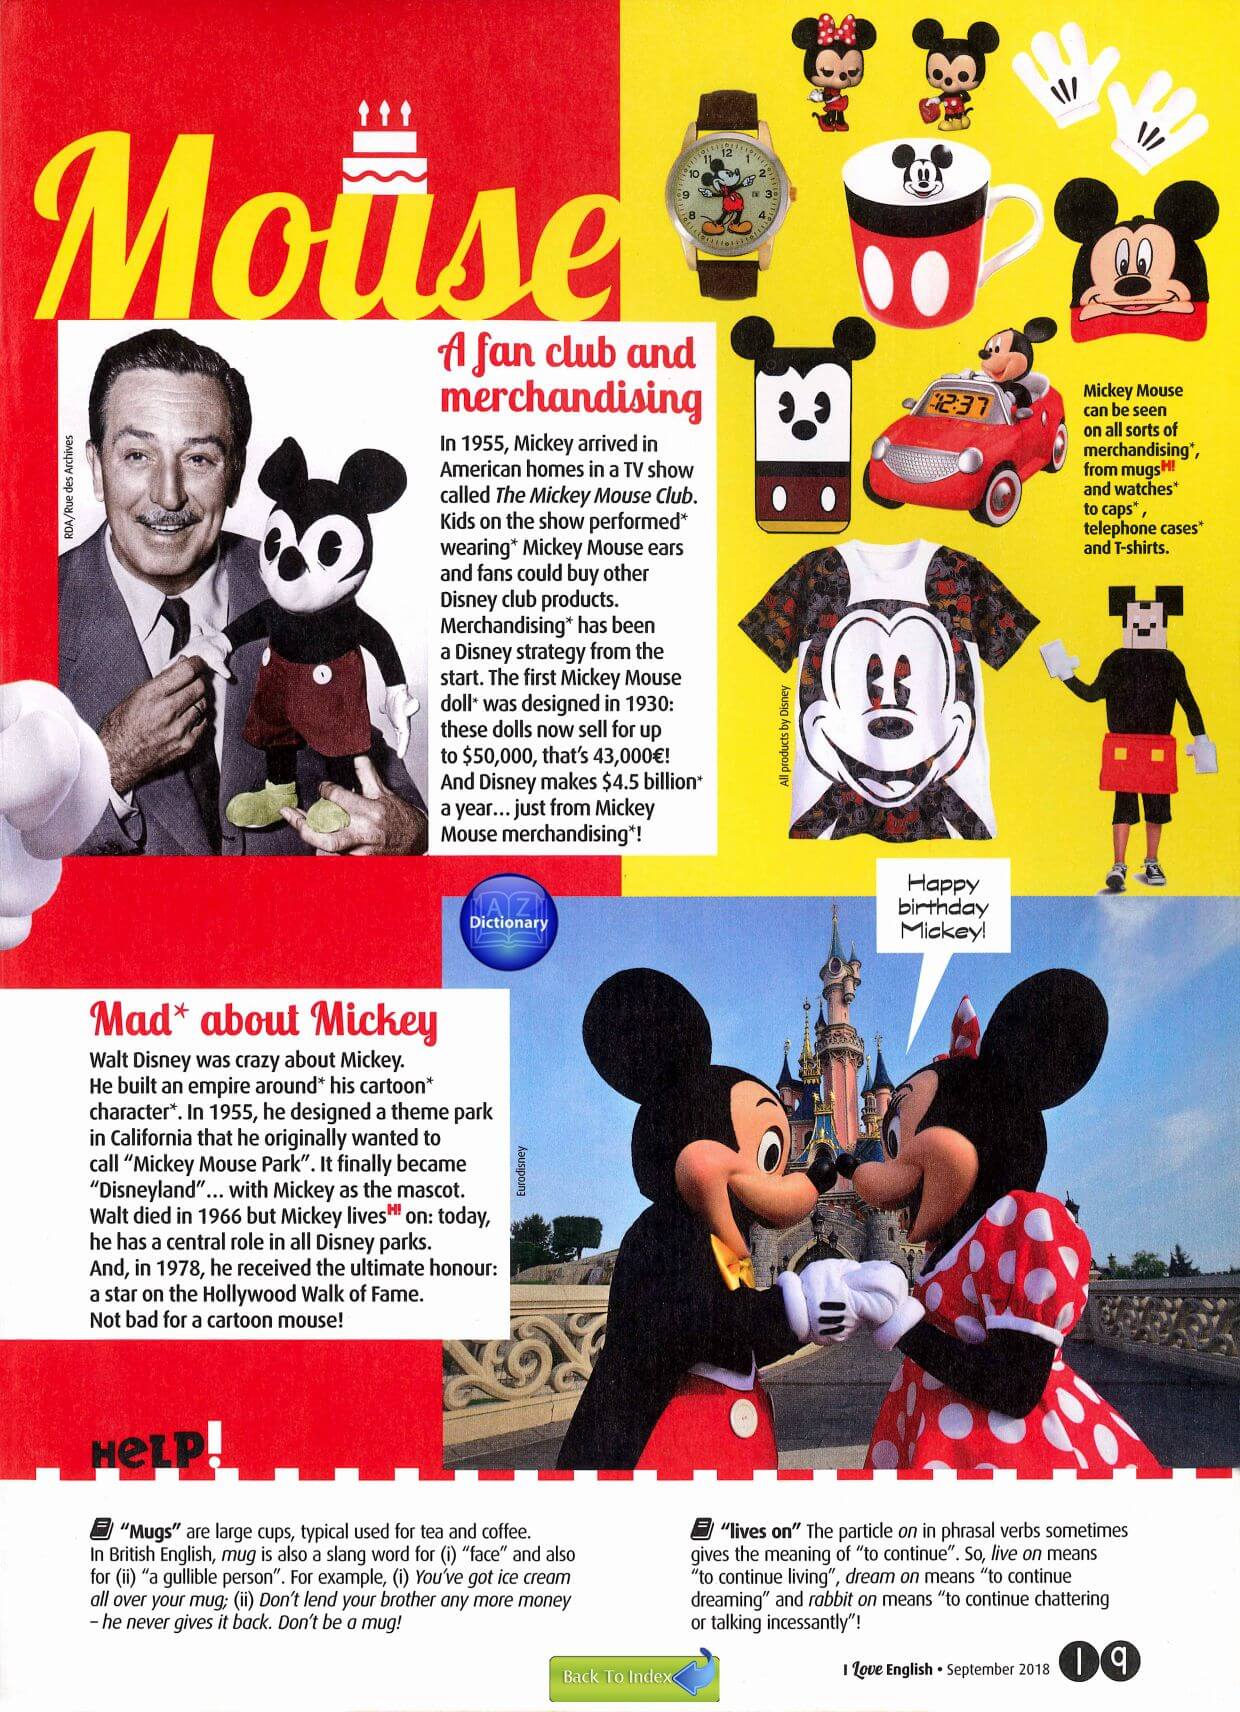 Mouse
A fan club and
merchandising
In 1955, Mickey arrived in
American homes in a TV show
called The Mickey Mouse Club.
Kids on the show performed*
wearing* Mickey Mouse ears
and fans could buy other
Disney club products.
Merchandising* has been
a Disney strategy from the
start. The first Mickey Mouse
doll* was designed in 1930:
these dolls now sell for up
to $50,000, that's 43,000€!
And Disney makes $4.5 billion*
a year... just from Mickey
Mouse merchandising*!
RDA/Rue des Archives
11 12 1
10 2
9 3
8 4
12:37
Mickey Mouse
can be seen
on all sorts of
merchandising*,
from mugsH!
and watches*
to caps*,
telephone cases*
and T-shirts.
All products by Disney
A Z
Dictionary
Happy
birthday
Mickey!
Mad* about Mickey
Walt Disney was crazy about Mickey.
He built an empire around* his cartoon*
character*. In 1955, he designed a theme park
in California that he originally wanted to
call "Mickey Mouse Park". It finally became
"Disneyland"... with Mickey as the mascot.
Walt died in 1966 but Mickey livesH! on: today,
he has a central role in all Disney parks.
And, in 1978, he received the ultimate honour:
a star on the Hollywood Walk of Fame.
Not bad for a cartoon mouse!
Eurodisney
HeLP!
"Mugs" are large cups, typical used for tea and coffee.
In British English, mug is also a slang word for (i) "face" and also
for (ii) "a gullible person". For example, (i) You've got ice cream
all over your mug; (ii) Don't lend your brother any more money
– he never gives it back. Don't be a mug!
"lives on" The particle on in phrasal verbs sometimes
gives the meaning of "to continue". So, live on means
"to continue living", dream on means "to continue
dreaming" and rabbit on means "to continue chattering
or talking incessantly"!
Back To Index
I Love English • September 2018 19